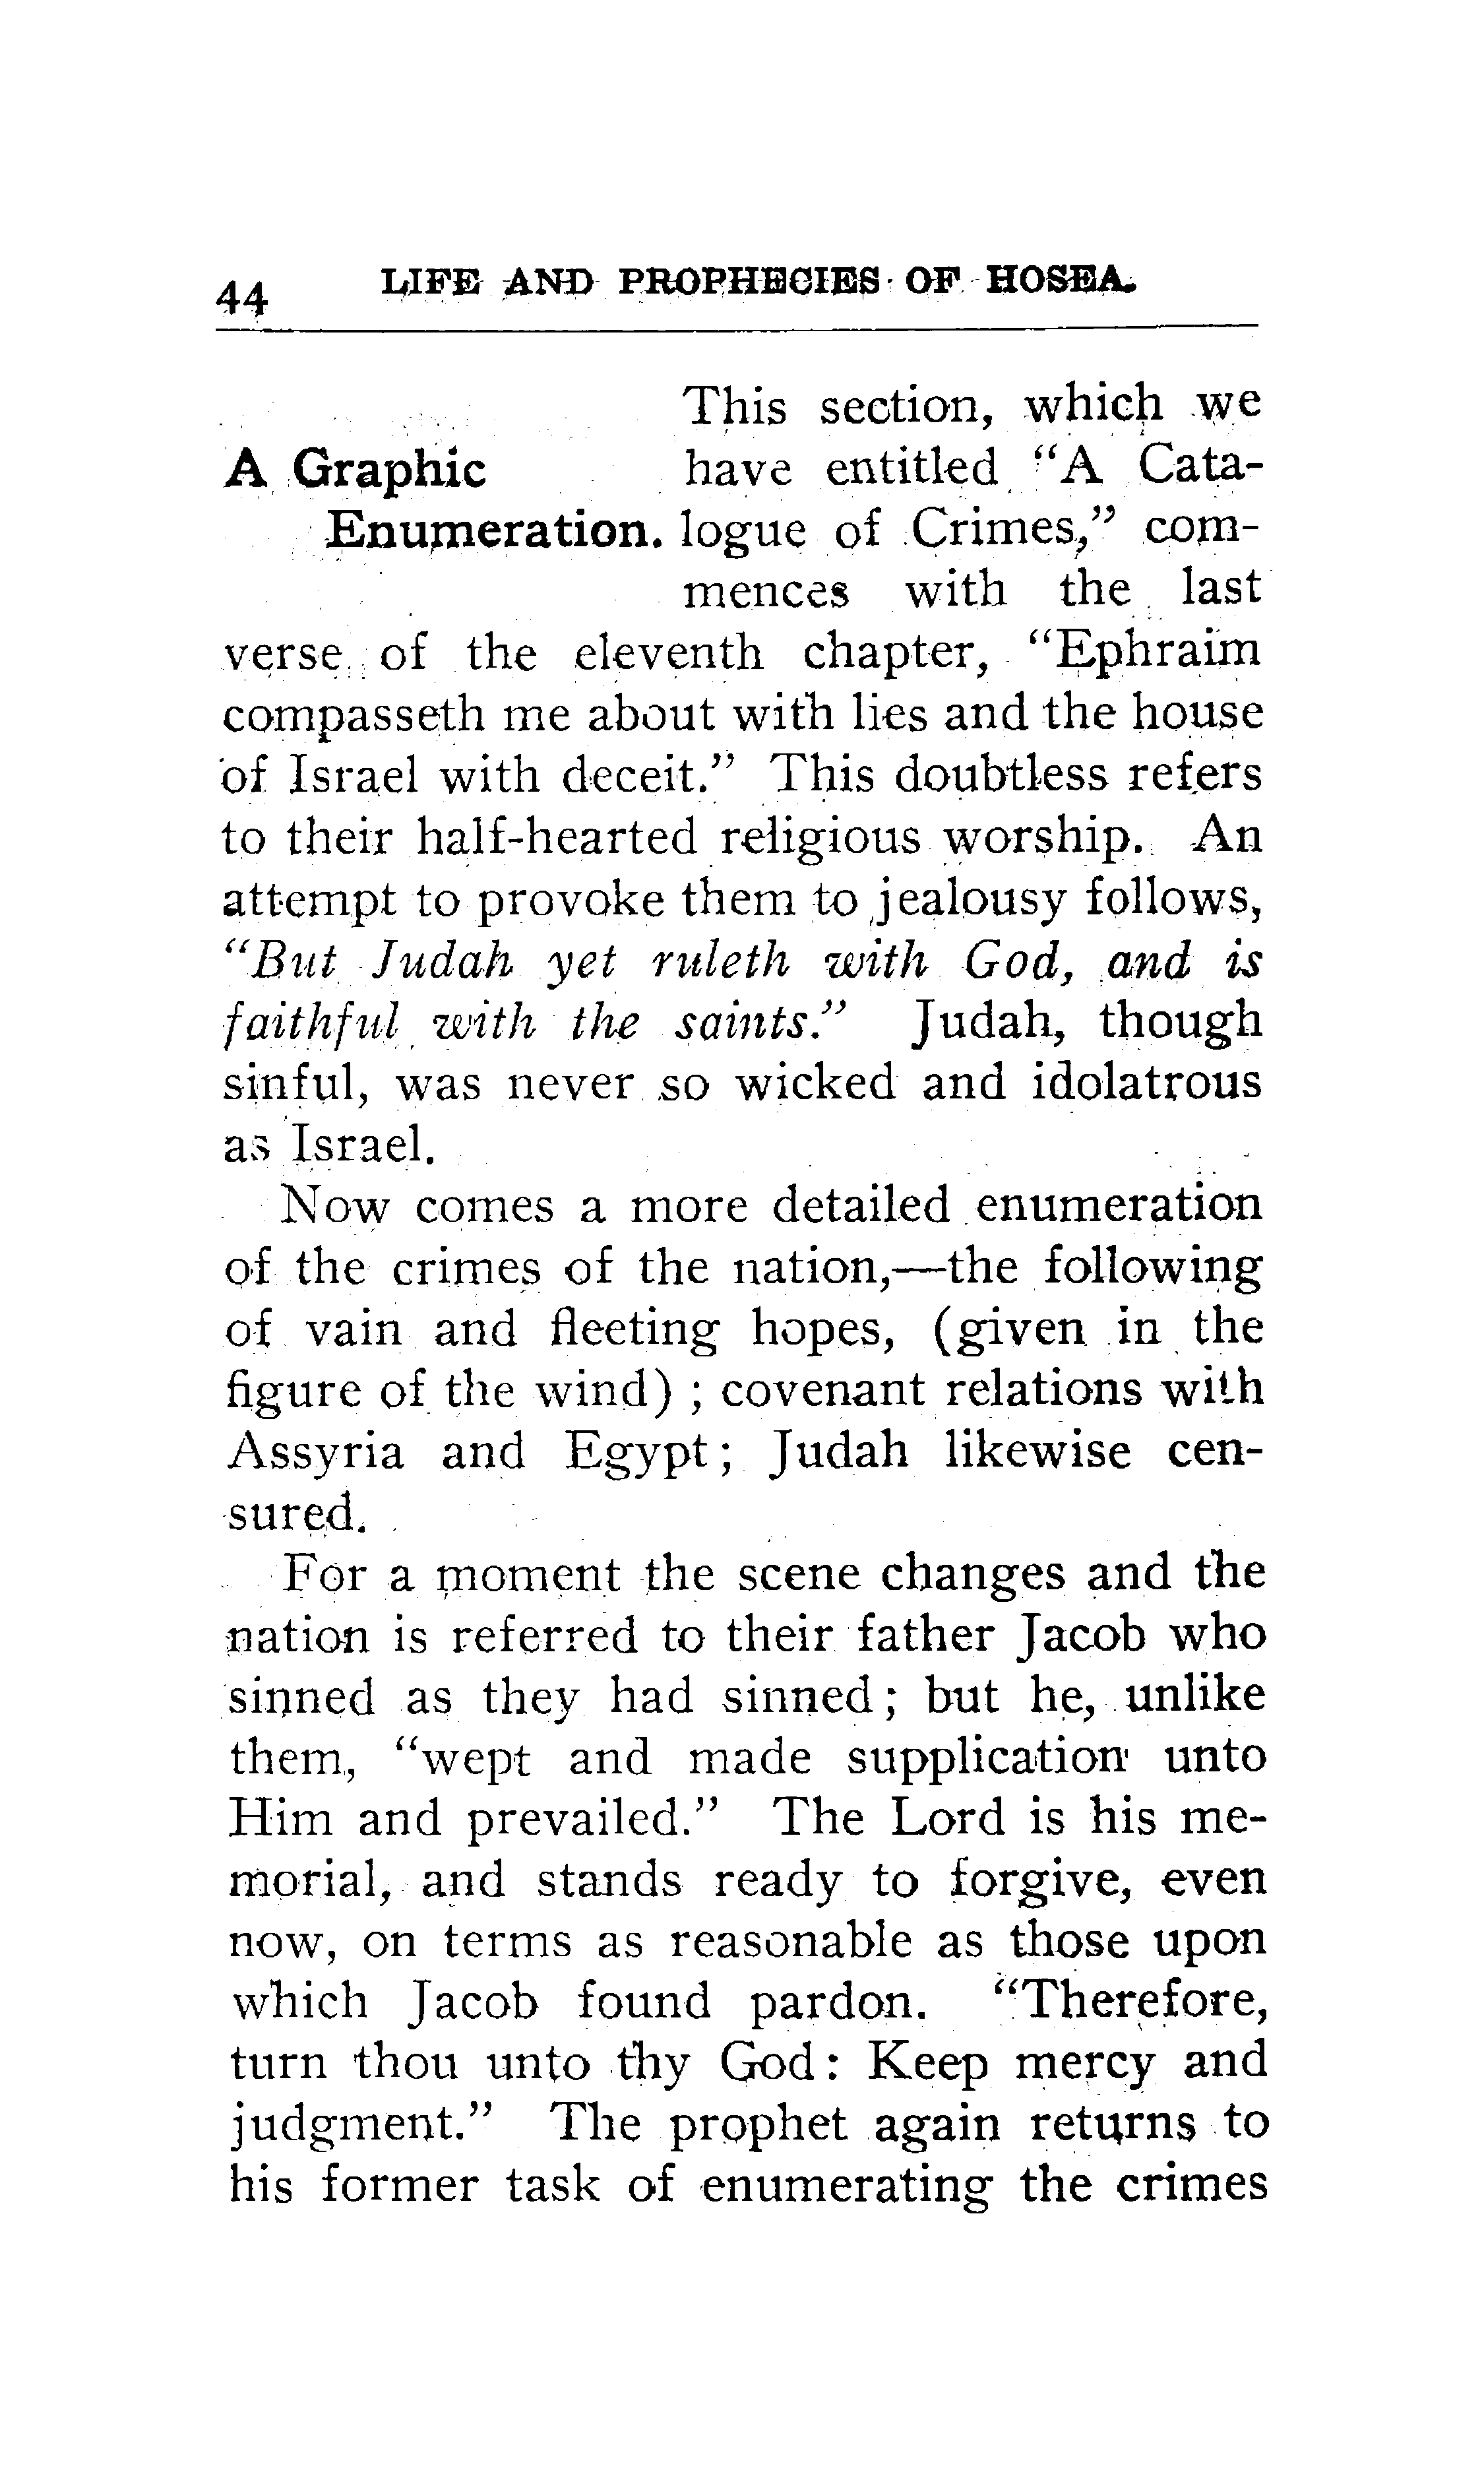 44 LIFE AND PROPHECIES OF HOSEA.
This section, which we
A Graphic have entitled "A Cata-
Enumeration. logue of Crimes," com-
mences with the last
verse of the eleventh chapter, "Ephraim
compasseth me about with lies and the house
of Israel with deceit." This doubtless refers
to their half-hearted religious worship. An
attempt to provoke them to jealousy follows,
"But Judah yet ruleth with God, and is
faithful with the saints." Judah, though
sinful, was never so wicked and idolatrous
as Israel.
Now comes a more detailed enumeration
of the crimes of the nation,—the following
of vain and fleeting hopes, (given in the
figure of the wind) ; covenant relations with
Assyria and Egypt; Judah likewise cen-
sured.
For a moment the scene changes and the
nation is referred to their father Jacob who
sinned as they had sinned; but he, unlike
them, "wept and made supplication unto
Him and prevailed." The Lord is his me-
morial, and stands ready to forgive, even
now, on terms as reasonable as those upon
which Jacob found pardon. "Therefore,
turn thou unto thy God: Keep mercy and
judgment." The prophet again returns to
his former task of enumerating the crimes